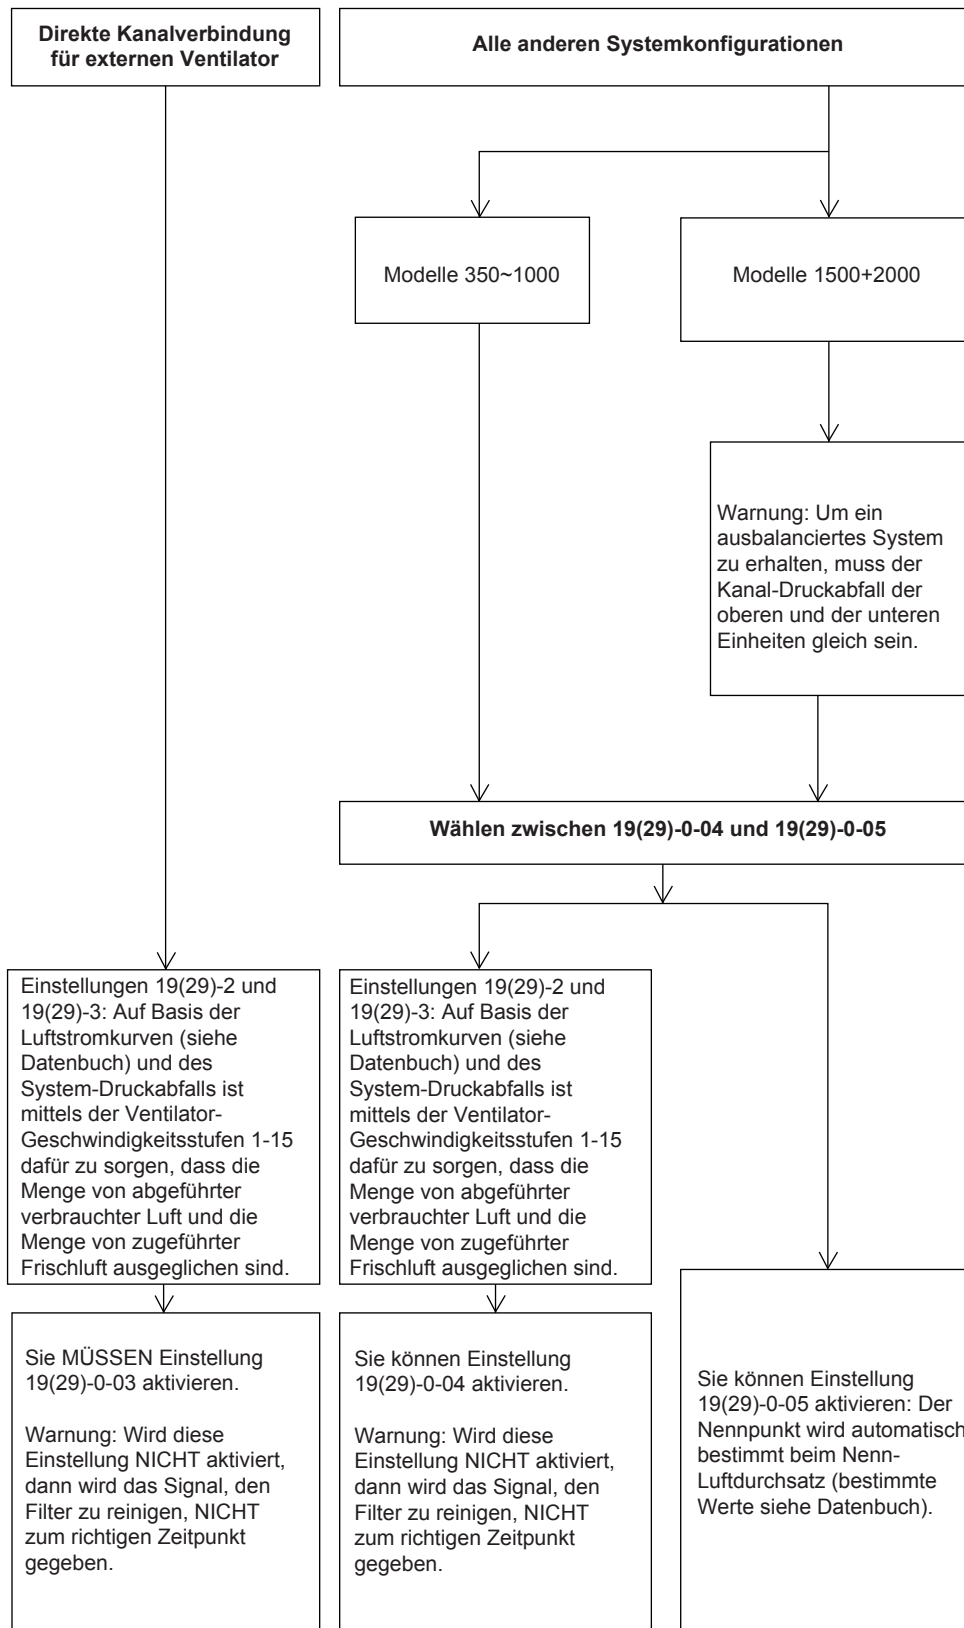 Direkte Kanalverbindung
für externen Ventilator
Alle anderen Systemkonfigurationen
Modelle 350~1000
Modelle 1500+2000
Warnung: Um ein
ausbalanciertes System
zu erhalten, muss der
Kanal-Druckabfall der
oberen und der unteren
Einheiten gleich sein.
Wählen zwischen 19(29)-0-04 und 19(29)-0-05
Einstellungen 19(29)-2 und
19(29)-3: Auf Basis der
Luftstromkurven (siehe
Datenbuch) und des
System-Druckabfalls ist
mittels der Ventilator-
Geschwindigkeitsstufen 1-15
dafür zu sorgen, dass die
Menge von abgeführter
verbrauchter Luft und die
Menge von zugeführter
Frischluft ausgeglichen sind.
Einstellungen 19(29)-2 und
19(29)-3: Auf Basis der
Luftstromkurven (siehe
Datenbuch) und des
System-Druckabfalls ist
mittels der Ventilator-
Geschwindigkeitsstufen 1-15
dafür zu sorgen, dass die
Menge von abgeführter
verbrauchter Luft und die
Menge von zugeführter
Frischluft ausgeglichen sind.
Sie MÜSSEN Einstellung
19(29)-0-03 aktivieren.
Warnung: Wird diese
Einstellung NICHT aktiviert,
dann wird das Signal, den
Filter zu reinigen, NICHT
zum richtigen Zeitpunkt
gegeben.
Sie können Einstellung
19(29)-0-04 aktivieren.
Warnung: Wird diese
Einstellung NICHT aktiviert,
dann wird das Signal, den
Filter zu reinigen, NICHT
zum richtigen Zeitpunkt
gegeben.
Sie können Einstellung
19(29)-0-05 aktivieren: Der
Nennpunkt wird automatisch
bestimmt beim Nenn-
Luftdurchsatz (bestimmte
Werte siehe Datenbuch).